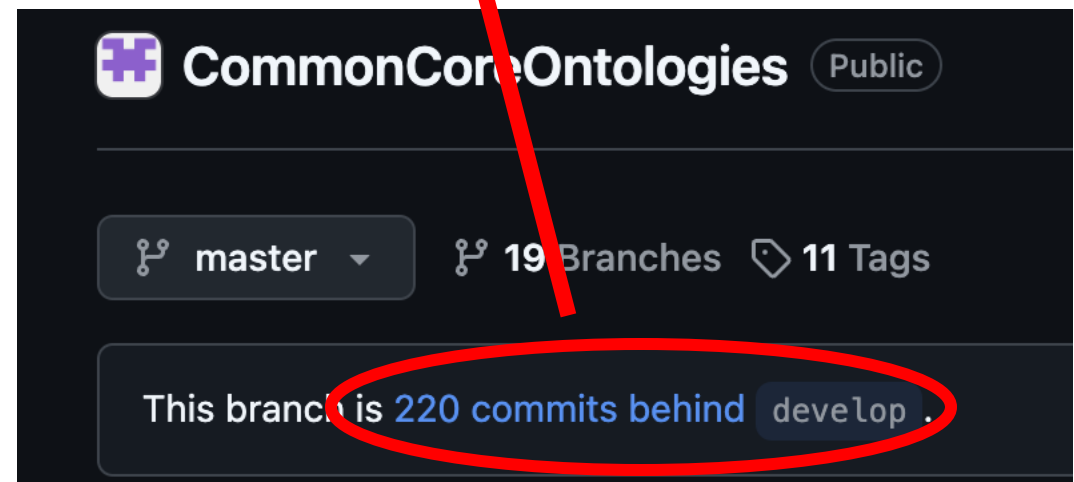 CommonCoreOntologies Public
master 19 Branches 11 Tags
This branch is 220 commits behind develop.